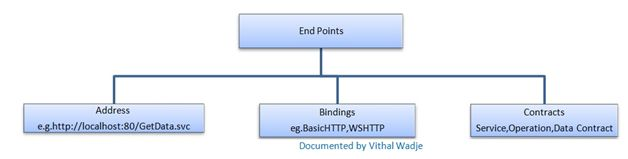 End Points
Address
e.g.http://localhost:80/GetData.svc
Bindings
eg.BasicHTTP,WSHTTP
Contracts
Service,Operation,Data Contract
Documented by Vithal Wadje